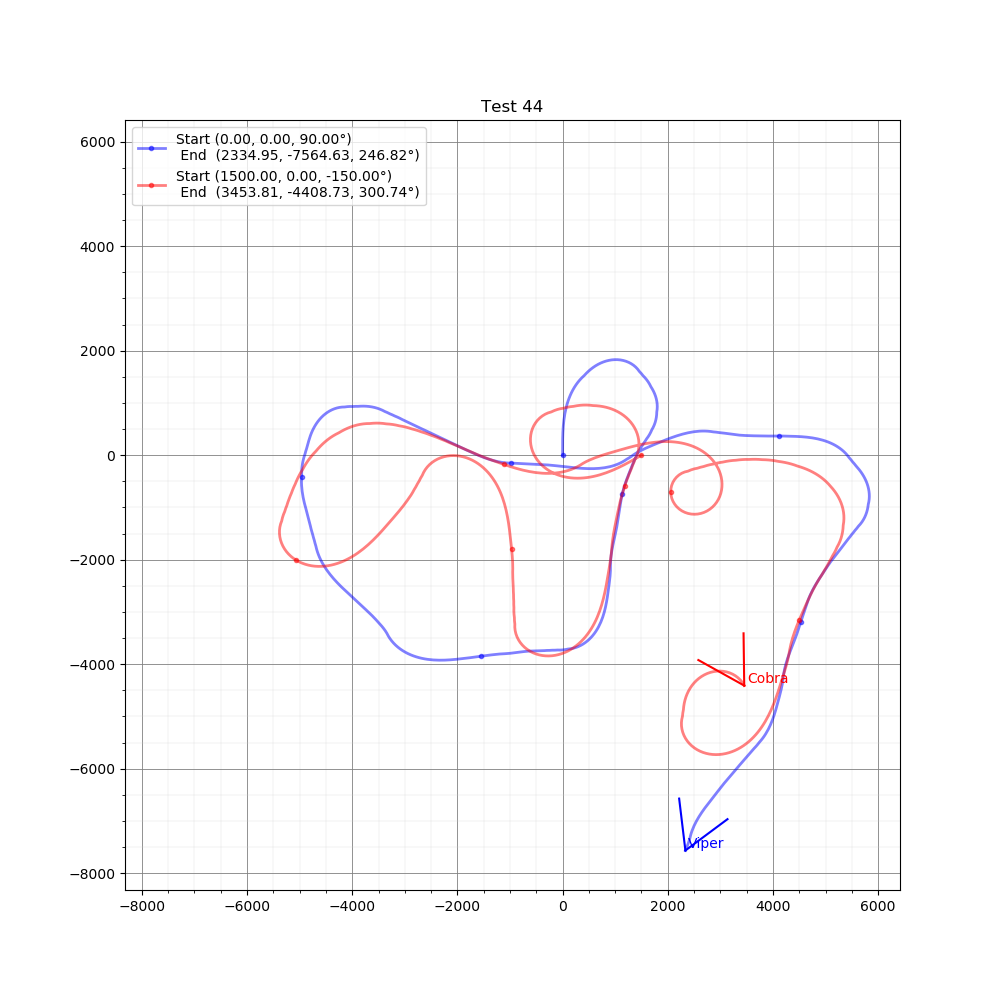 Test 44
Start (0.00, 0.00, 90.00°)
End  (2334.95, -7564.63, 246.82°)
Start (1500.00, 0.00, -150.00°)
End  (3453.81, -4408.73, 300.74°)
6000
4000
2000
0
−2000
−4000
−6000
−8000
Cobra
Viper
−8000 −6000 −4000 −2000 0 2000 4000 6000